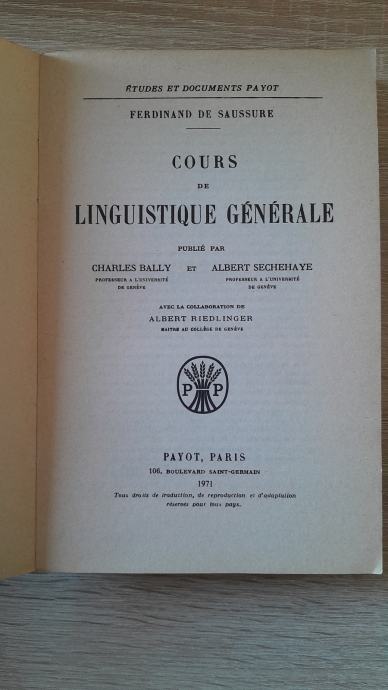 ÉTUDES ET DOCUMENTS PAYOT
FERDINAND DE SAUSSURE
COURS
DE
LINGUISTIQUE GÉNÉRALE
PUBLIÉ PAR
CHARLES BALLY ET ALBERT SECHEHAYE
PROFESSEUR A L'UNIVERSITÉ PROFESSEUR A L'UNIVERSITÉ
DE GENÈVE DE GENÈVE
AVEC LA COLLABORATION DE
ALBERT RIEDLINGER
MAITRE AU COLLÈGE DE GENÈVE
P P
PAYOT, PARIS
106, BOULEVARD SAINT-GERMAIN
1971
Tous droits de traduction, de reproduction et d'adaptation
réservés pour tous pays.